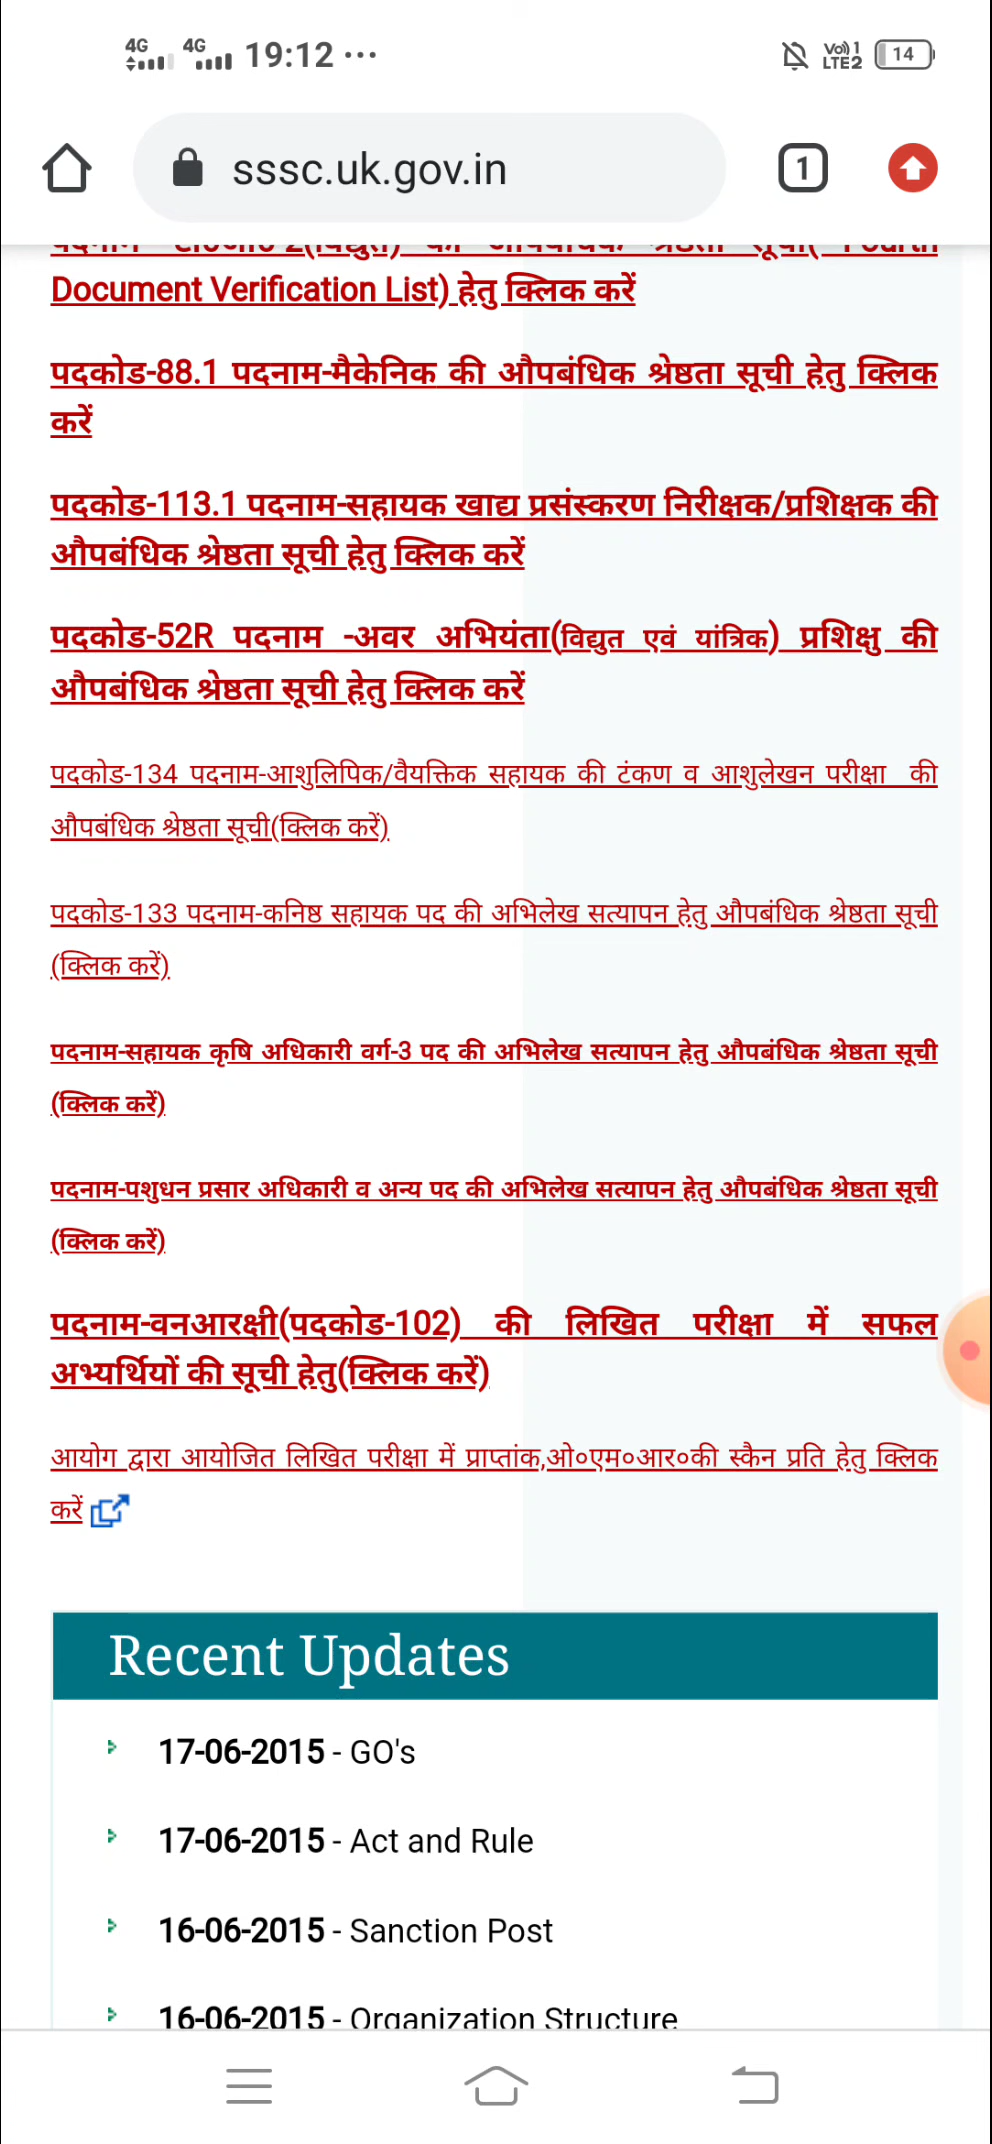 4G 4G 19:12 ... Vo) 1 LTE2 14
1
sssc.uk.gov.in
Document Verification List) हेतु क्लिक करें
पदकोड-88.1 पदनाम-मैकेनिक की औपबंधिक श्रेष्ठता सूची हेतु क्लिक
करें
पदकोड-113.1 पदनाम-सहायक खाद्य प्रसंस्करण निरीक्षक/प्रशिक्षक की
औपबंधिक श्रेष्ठता सूची हेतु क्लिक करें
पदकोड-52R पदनाम -अवर अभियंता(विद्युत एवं यांत्रिक) प्रशिक्षु की
औपबंधिक श्रेष्ठता सूची हेतु क्लिक करें
पदकोड-134 पदनाम-आशुलिपिक/वैयक्तिक सहायक की टंकण व आशुलेखन परीक्षा की
औपबंधिक श्रेष्ठता सूची(क्लिक करें)
पदकोड-133 पदनाम-कनिष्ठ सहायक पद की अभिलेख सत्यापन हेतु औपबंधिक श्रेष्ठता सूची
(क्लिक करें)
पदनाम-सहायक कृषि अधिकारी वर्ग-3 पद की अभिलेख सत्यापन हेतु औपबंधिक श्रेष्ठता सूची
(क्लिक करें)
पदनाम-पशुधन प्रसार अधिकारी व अन्य पद की अभिलेख सत्यापन हेतु औपबंधिक श्रेष्ठता सूची
(क्लिक करें)
पदनाम-वनआरक्षी(पदकोड-102) की लिखित परीक्षा में सफल
अभ्यर्थियों की सूची हेतु(क्लिक करें)
आयोग द्वारा आयोजित लिखित परीक्षा में प्राप्तांक,ओ०एम०आर०की स्कैन प्रति हेतु क्लिक
करें
Recent Updates
17-06-2015 - GO's
17-06-2015 - Act and Rule
16-06-2015 - Sanction Post
16-06-2015 - Organization Structure